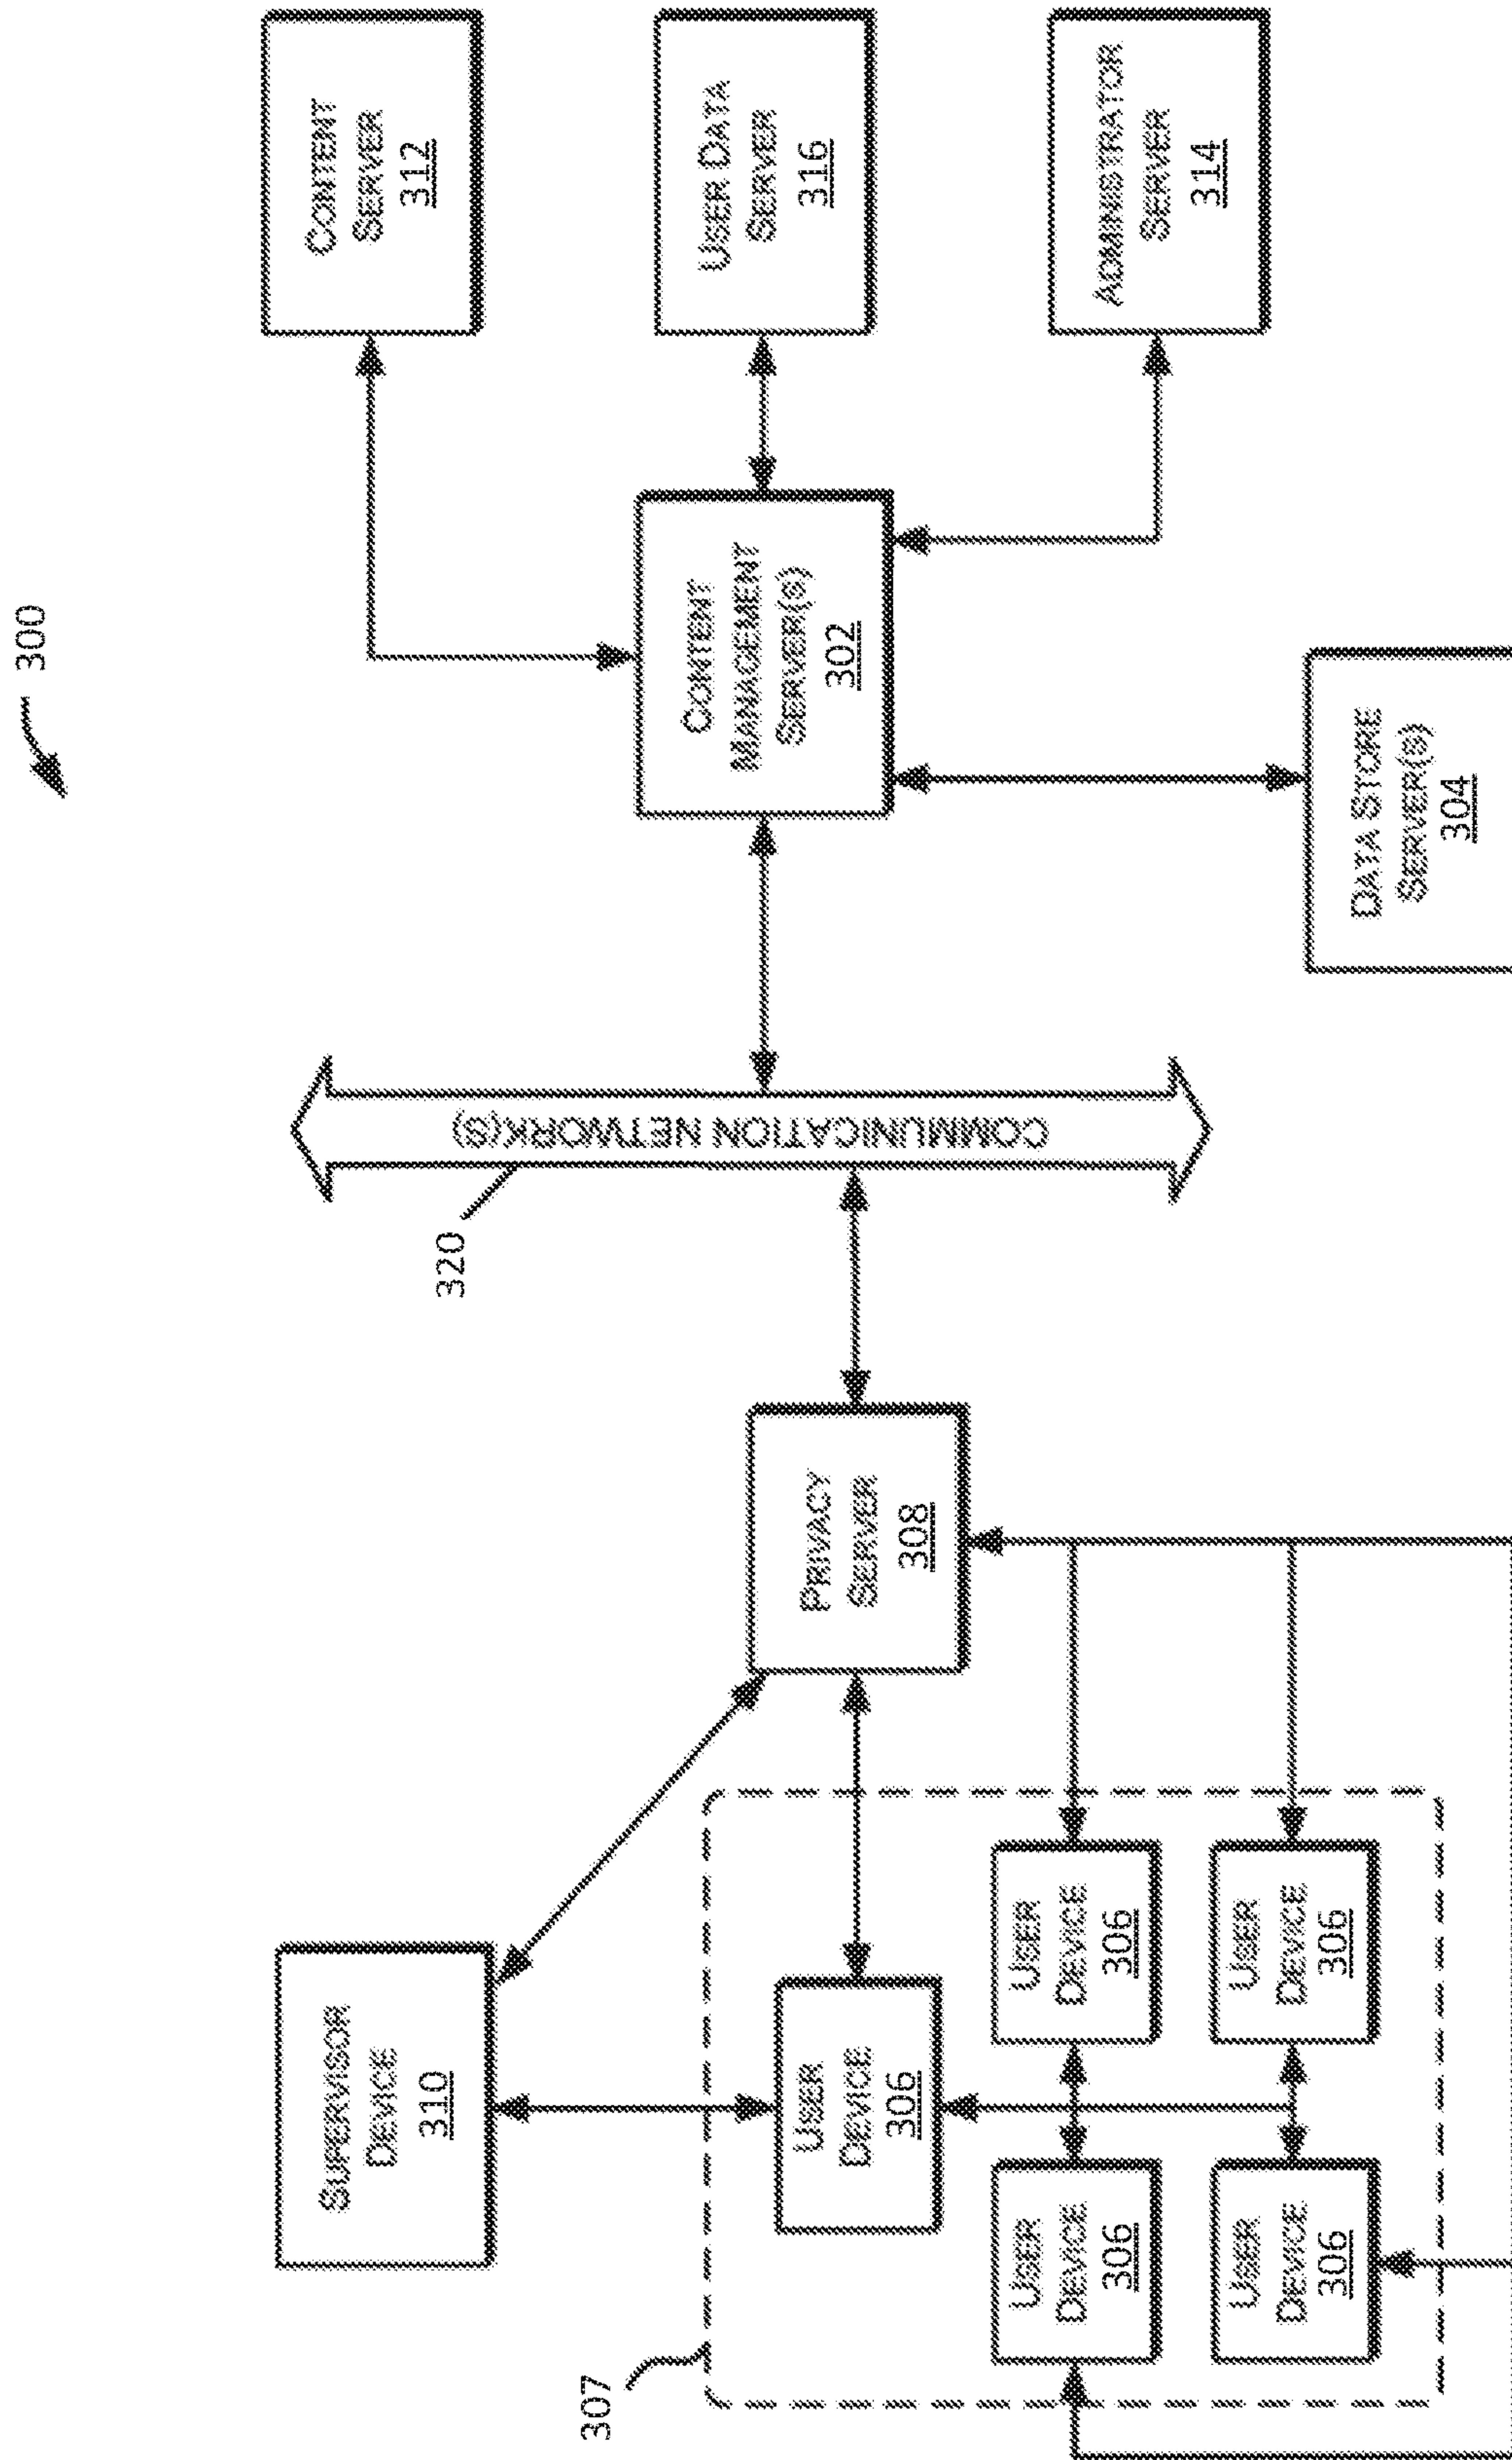 300
SUPERVISOR
DEVICE
310
CONTENT
SERVER
312
320
307
COMMUNICATION NETWORK(S)
USER
DEVICE
306
PRIVACY
SERVER
308
CONTENT
MANAGEMENT
SERVER(S)
302
USER DATA
SERVER
316
USER
DEVICE
306
USER
DEVICE
306
ADMINISTRATOR
SERVER
314
USER
DEVICE
306
USER
DEVICE
306
DATA STORE
SERVER(S)
304